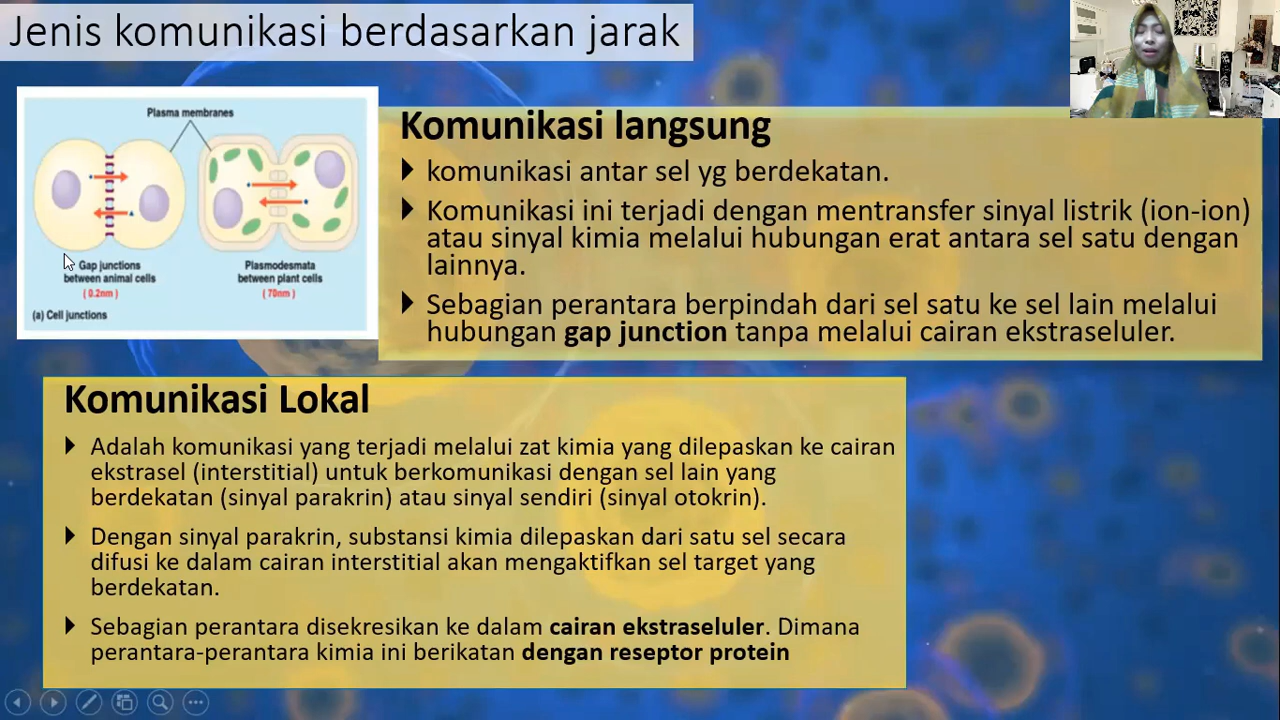 Jenis komunikasi berdasarkan jarak
Plasma membranes
Gap junctions
between animal cells
( 0.2nm )
Plasmodesmata
between plant cells
( 70nm )
(a) Cell junctions
Komunikasi langsung
komunikasi antar sel yg berdekatan.
Komunikasi ini terjadi dengan mentransfer sinyal listrik (ion-ion)
atau sinyal kimia melalui hubungan erat antara sel satu dengan
lainnya.
Sebagian perantara berpindah dari sel satu ke sel lain melalui
hubungan gap junction tanpa melalui cairan ekstraseluler.
Komunikasi Lokal
Adalah komunikasi yang terjadi melalui zat kimia yang dilepaskan ke cairan
ekstrasel (interstitial) untuk berkomunikasi dengan sel lain yang
berdekatan (sinyal parakrin) atau sinyal sendiri (sinyal otokrin).
Dengan sinyal parakrin, substansi kimia dilepaskan dari satu sel secara
difusi ke dalam cairan interstitial akan mengaktifkan sel target yang
berdekatan.
Sebagian perantara disekresikan ke dalam cairan ekstraseluler. Dimana
perantara-perantara kimia ini berikatan dengan reseptor protein